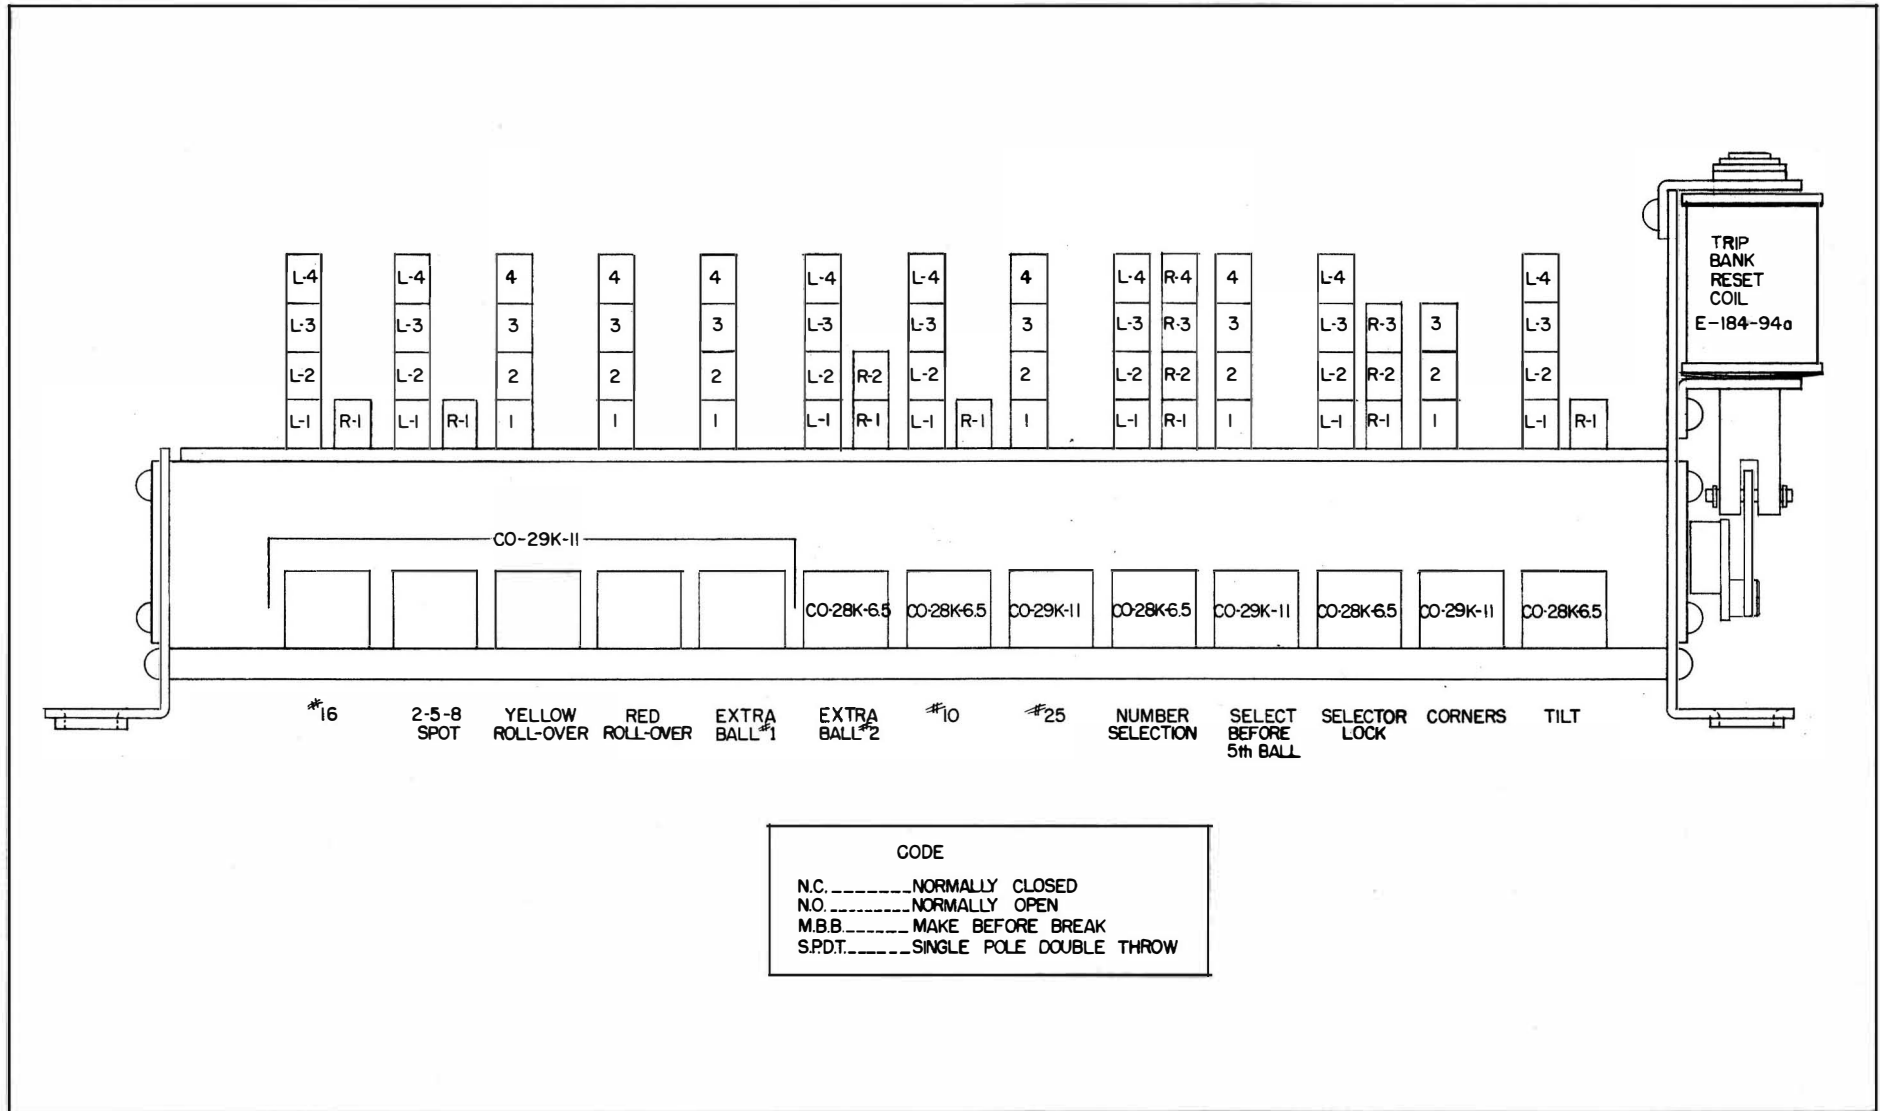 TRIP
BANK
RESET
COIL
E-184-94a
L-4 L-4 4 4 4 L-4 L-4 4 L-4 R-4 4 L-4 L-4
L-3 L-3 3 3 3 L-3 L-3 3 L-3 R-3 3 L-3 R-3 3 L-3
L-2 L-2 2 2 2 L-2 R-2 L-2 2 L-2 R-2 2 L-2 R-2 2 L-2
L-1 R-1 L-1 R-1 1 1 1 L-1 R-1 L-1 R-1 1 L-1 R-1 1 L-1 R-1 1 L-1 R-1
CO-29K-11
CO-28K-6.5 CO-28K-6.5 CO-29K-11 CO-28K-6.5 CO-29K-11 CO-28K-6.5 CO-29K-11 CO-28K-6.5
#16
2-5-8
SPOT
YELLOW
ROLL-OVER
RED
ROLL-OVER
EXTRA
BALL #1
EXTRA
BALL #2
#10
#25
NUMBER
SELECTION
SELECT
BEFORE
5th BALL
SELECTOR
LOCK
CORNERS
TILT
CODE
N.C._______NORMALLY CLOSED
N.O._________NORMALLY OPEN
M.B.B.______ MAKE BEFORE BREAK
S.P.D.T.______SINGLE POLE DOUBLE THROW